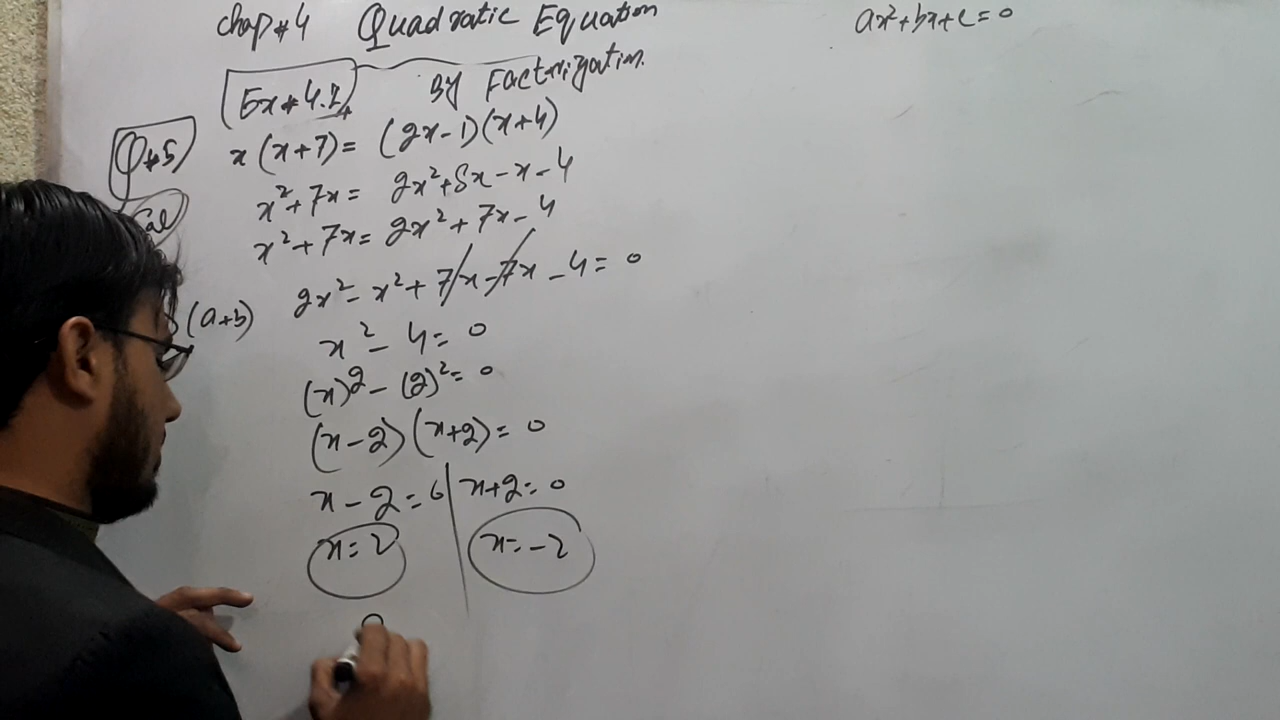 Chap # 4 Quadratic Equation
ax²+bx+c=0
Ex # 4.1 By Factorization.
Q#5
x(x+7)= (2x-1)(x+4)
x²+7x= 2x²+8x-x-4
x²+7x= 2x²+7x-4
2x²-x²+7x-7x-4=0
(a+b)
x²-4=0
(x)²-(2)²=0
(x-2)(x+2)=0
x-2=0 | x+2=0
x=2 x=-2